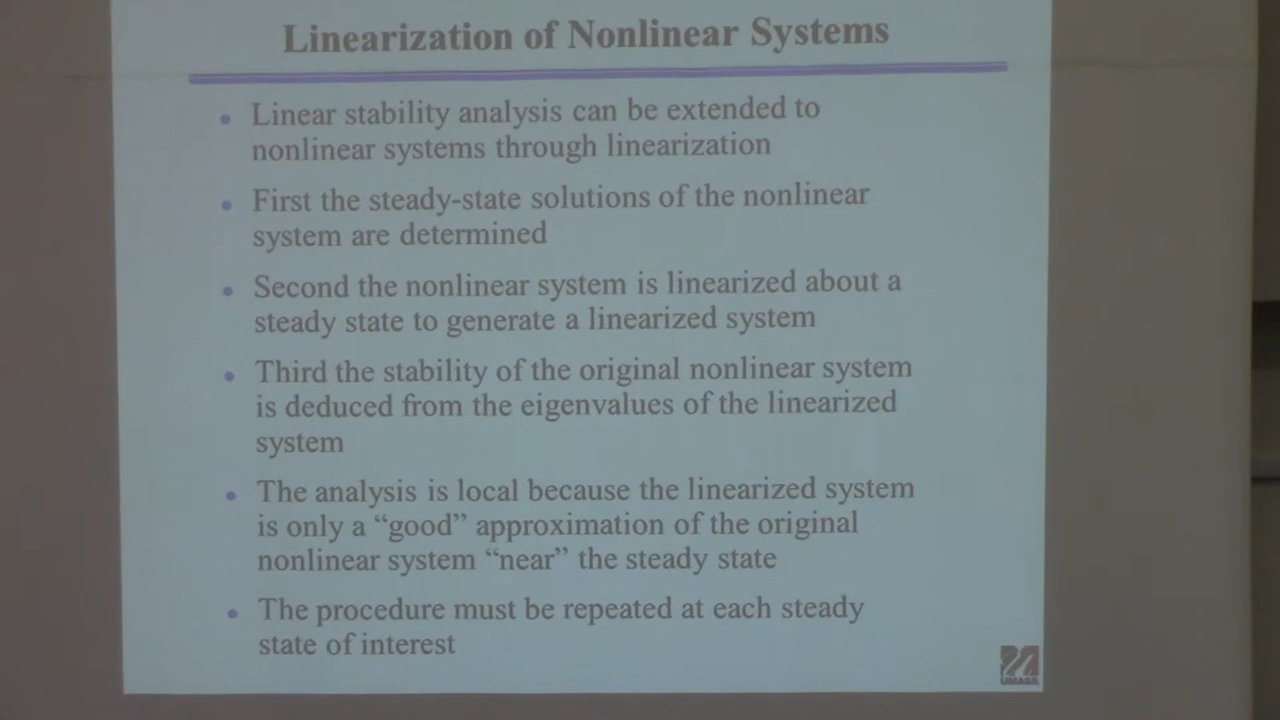 Linearization of Nonlinear Systems
• Linear stability analysis can be extended to
nonlinear systems through linearization
• First the steady-state solutions of the nonlinear
system are determined
• Second the nonlinear system is linearized about a
steady state to generate a linearized system
• Third the stability of the original nonlinear system
is deduced from the eigenvalues of the linearized
system
• The analysis is local because the linearized system
is only a “good” approximation of the original
nonlinear system “near” the steady state
• The procedure must be repeated at each steady
state of interest
UMASS